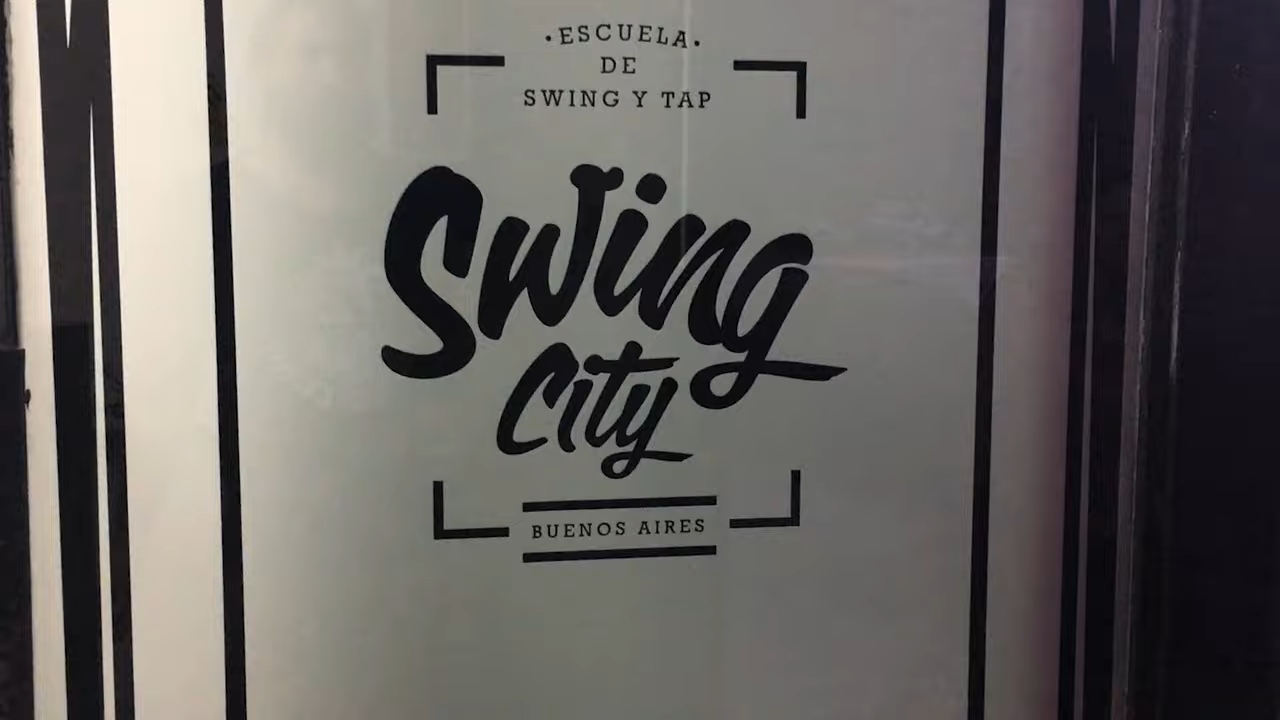 ·ESCUELA·
DE
SWING Y TAP
Swing
City
BUENOS AIRES